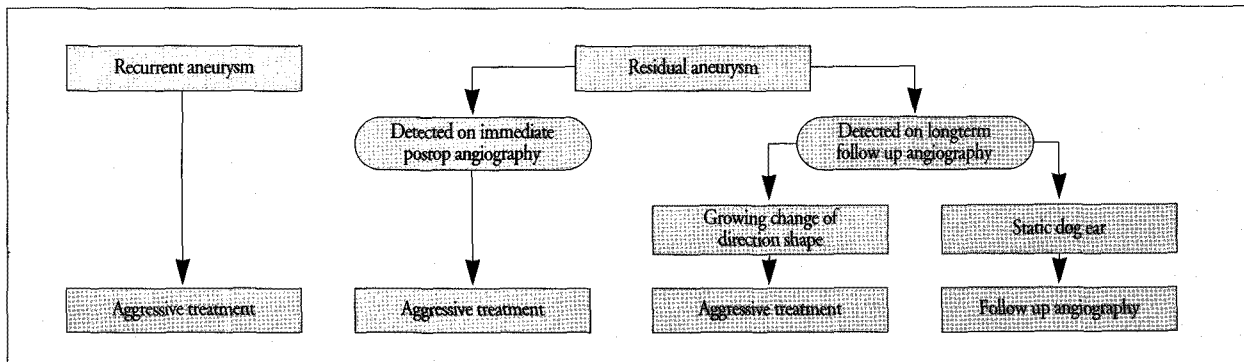 Recurrent aneurysm
Residual aneurysm
Detected on immediate
postop angiography
Detected on longterm
follow up angiography
Growing change of
direction shape
Static dog ear
Aggressive treatment
Aggressive treatment
Aggressive treatment
Follow up angiography